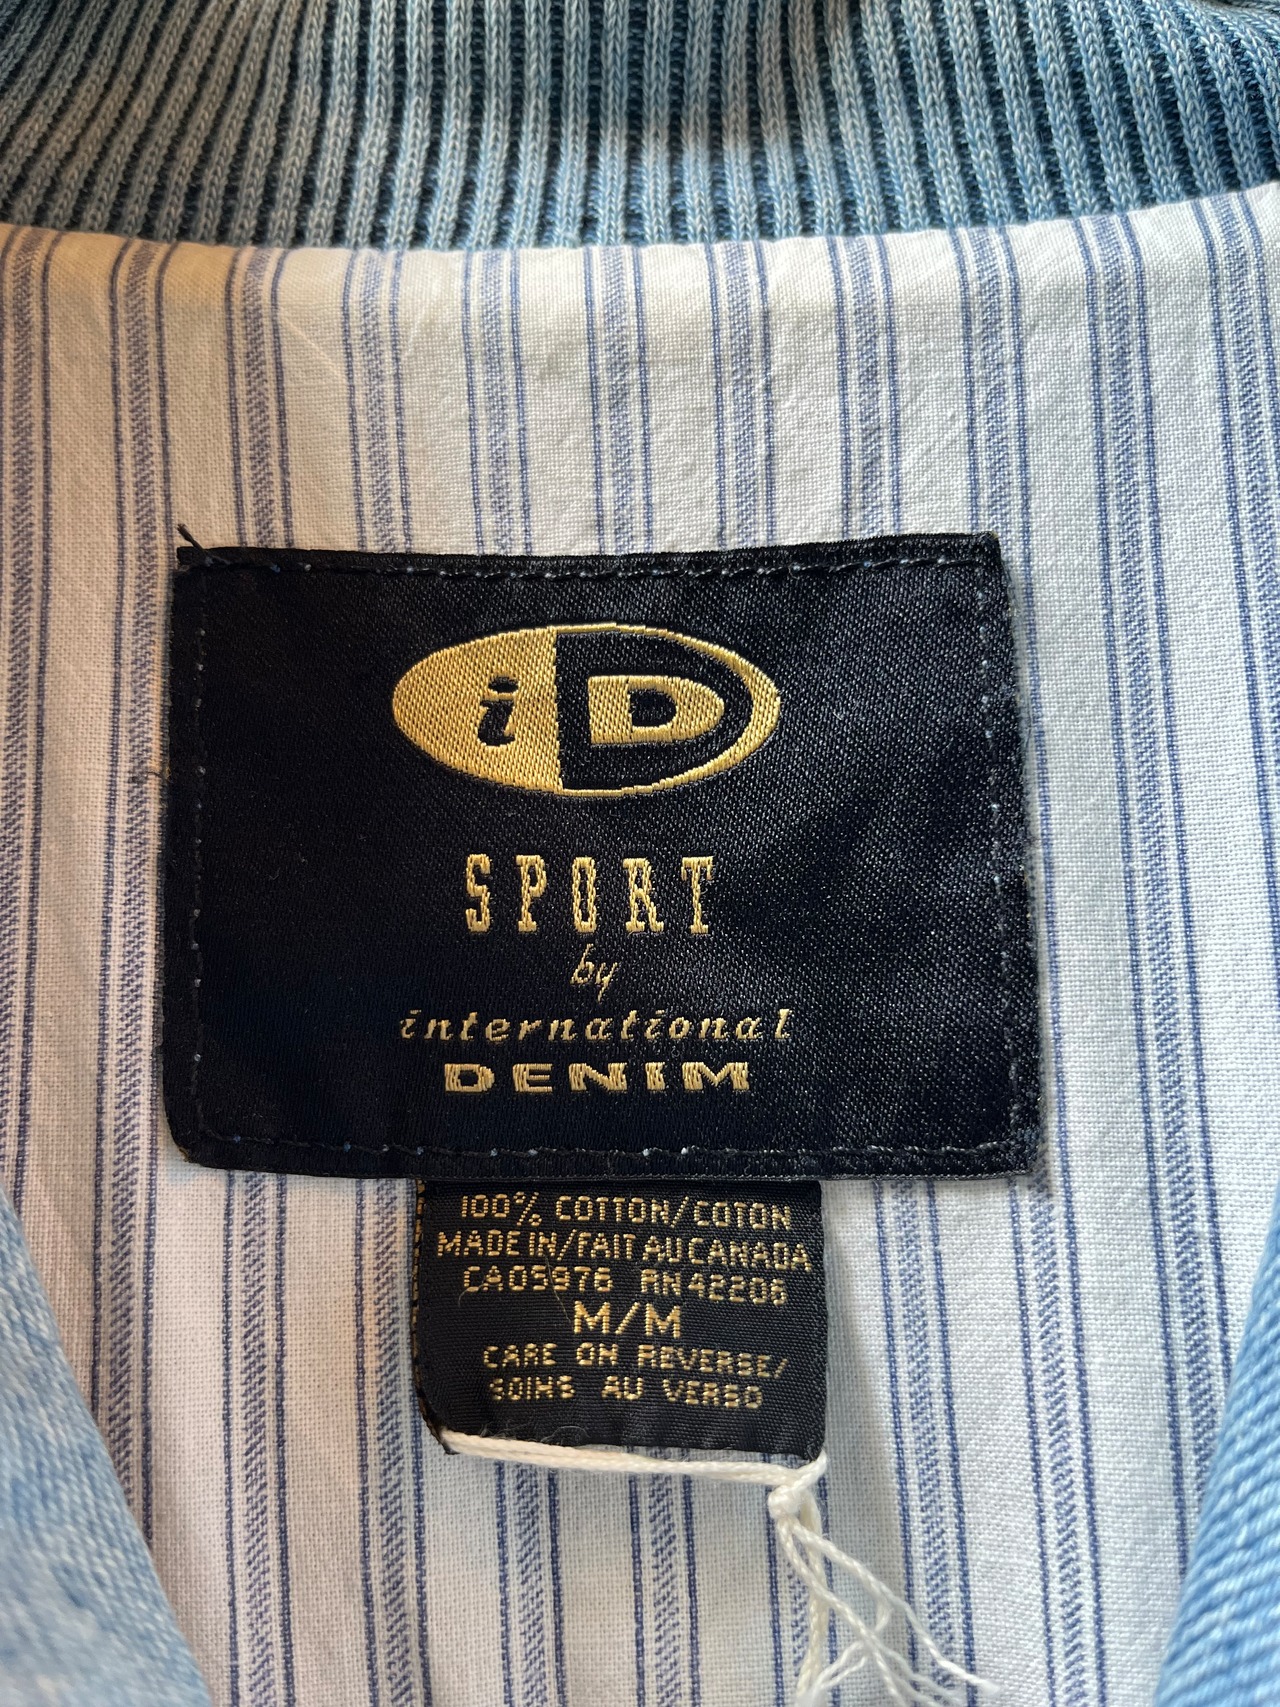 iD
SPORT
by
international
DENIM
100% COTTON/COTON
MADE IN/FAIT AU CANADA
CA05976 RN42206
M/M
CARE ON REVERSE/
SOINS AU VERSO